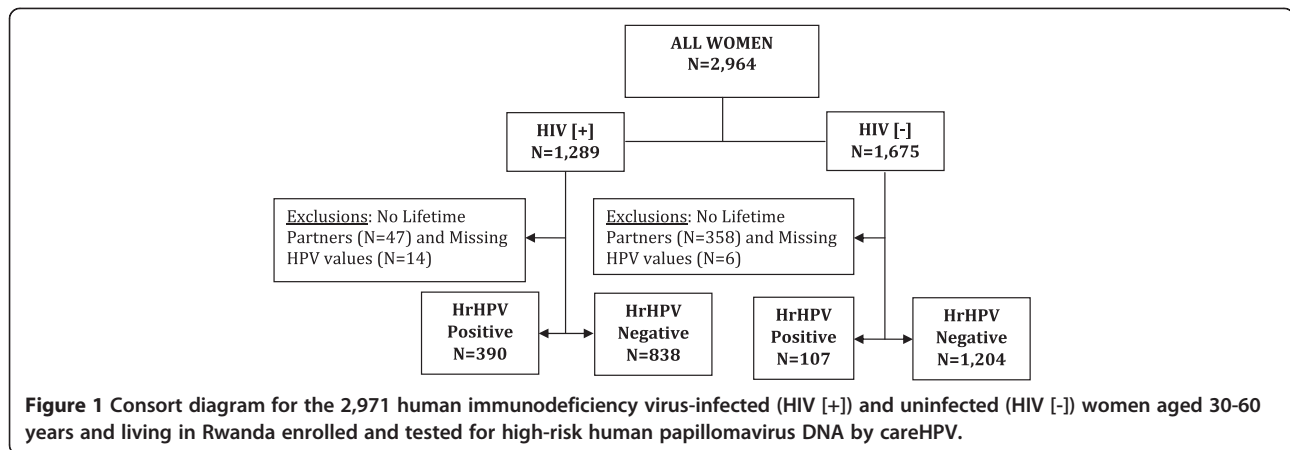 ALL WOMEN
N=2,964
HIV [+]
N=1,289
HIV [-]
N=1,675
Exclusions: No Lifetime
Partners (N=47) and Missing
HPV values (N=14)
Exclusions: No Lifetime
Partners (N=358) and Missing
HPV values (N=6)
HrHPV
Positive
N=390
HrHPV
Negative
N=838
HrHPV
Positive
N=107
HrHPV
Negative
N=1,204
Figure 1 Consort diagram for the 2,971 human immunodeficiency virus-infected (HIV [+]) and uninfected (HIV [-]) women aged 30-60
years and living in Rwanda enrolled and tested for high-risk human papillomavirus DNA by careHPV.